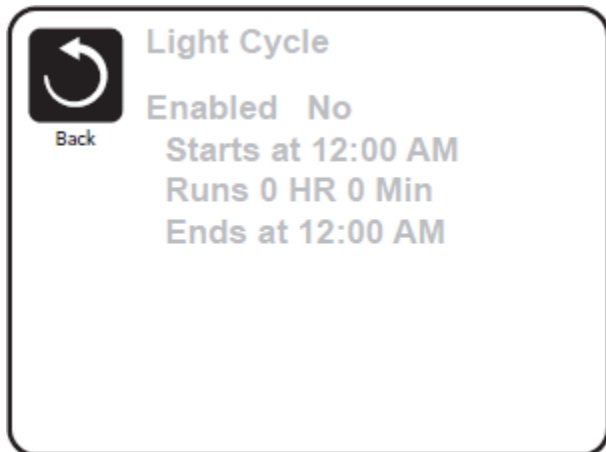 Light Cycle
Back
Enabled No
Starts at 12:00 AM
Runs 0 HR 0 Min
Ends at 12:00 AM